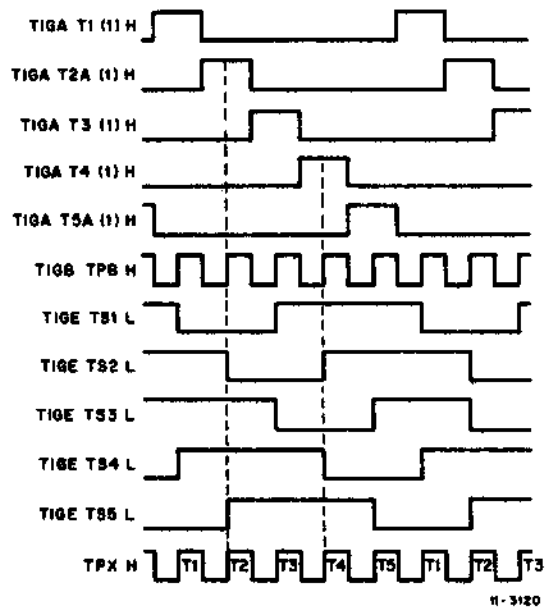 TIGA T1 (1) H
TIGA T2A (1) H
TIGA T3 (1) H
TIGA T4 (1) H
TIGA T5A (1) H
TIGB TPB H
TIGE TS1 L
TIGE TS2 L
TIGE TS3 L
TIGE TS4 L
TIGE TS5 L
TPX H T1 T2 T3 T4 T5 T1 T2 T3
11-3120